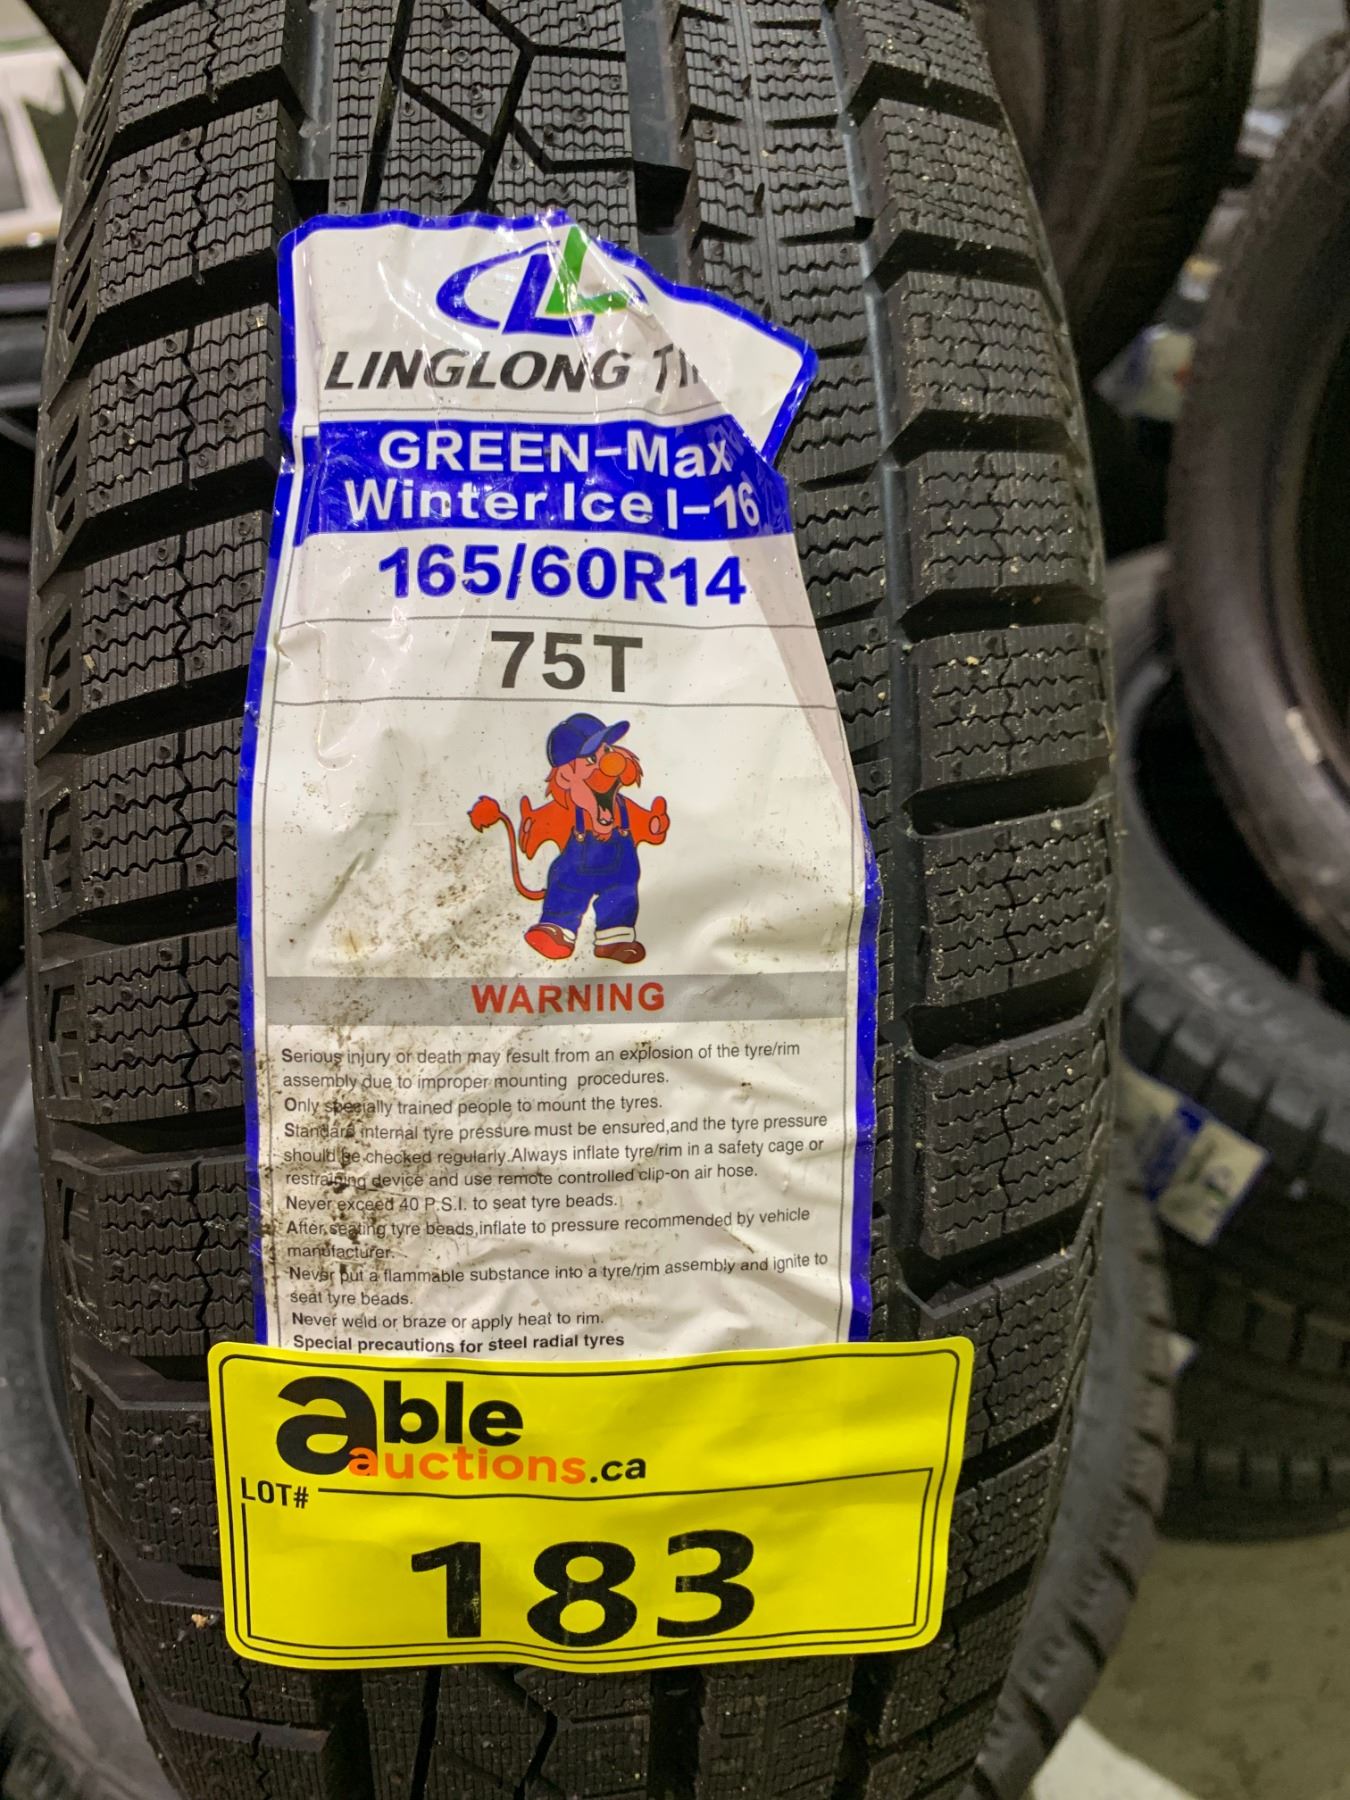 LINGLONG
GREEN-Max
Winter Ice I-16
165/60R14
75T
WARNING
Serious injury or death may result from an explosion of the tyre/rim
assembly due to improper mounting procedures.
Only specially trained people to mount the tyres.
Standard internal tyre pressure must be ensured,and the tyre pressure
should be checked regularly.Always inflate tyre/rim in a safety cage or
restraining device and use remote controlled clip-on air hose.
Never exceed 40 P.S.I. to seat tyre beads.
After seating tyre beads,inflate to pressure recommended by vehicle
manufacturer.
Never put a flammable substance into a tyre/rim assembly and ignite to
seat tyre beads.
Never weld or braze or apply heat to rim.
Special precautions for steel radial tyres
able
auctions.ca
LOT#
183